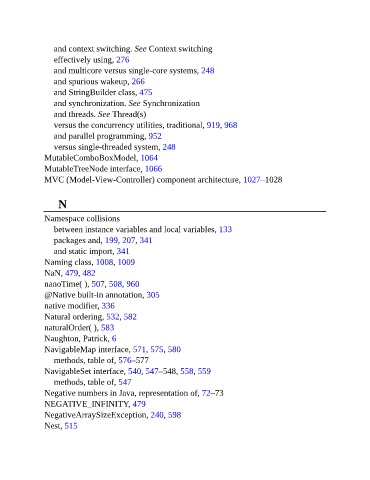 and context switching. See Context switching
effectively using, 276
and multicore versus single-core systems, 248
and spurious wakeup, 266
and StringBuilder class, 475
and synchronization. See Synchronization
and threads. See Thread(s)
versus the concurrency utilities, traditional, 919, 968
and parallel programming, 952
versus single-threaded system, 248
MutableComboBoxModel, 1064
MutableTreeNode interface, 1066
MVC (Model-View-Controller) component architecture, 1027–1028
N
Namespace collisions
between instance variables and local variables, 133
packages and, 199, 207, 341
and static import, 341
Naming class, 1008, 1009
NaN, 479, 482
nanoTime( ), 507, 508, 960
@Native built-in annotation, 305
native modifier, 336
Natural ordering, 532, 582
naturalOrder( ), 583
Naughton, Patrick, 6
NavigableMap interface, 571, 575, 580
methods, table of, 576–577
NavigableSet interface, 540, 547–548, 558, 559
methods, table of, 547
Negative numbers in Java, representation of, 72–73
NEGATIVE_INFINITY, 479
NegativeArraySizeException, 240, 598
Nest, 515